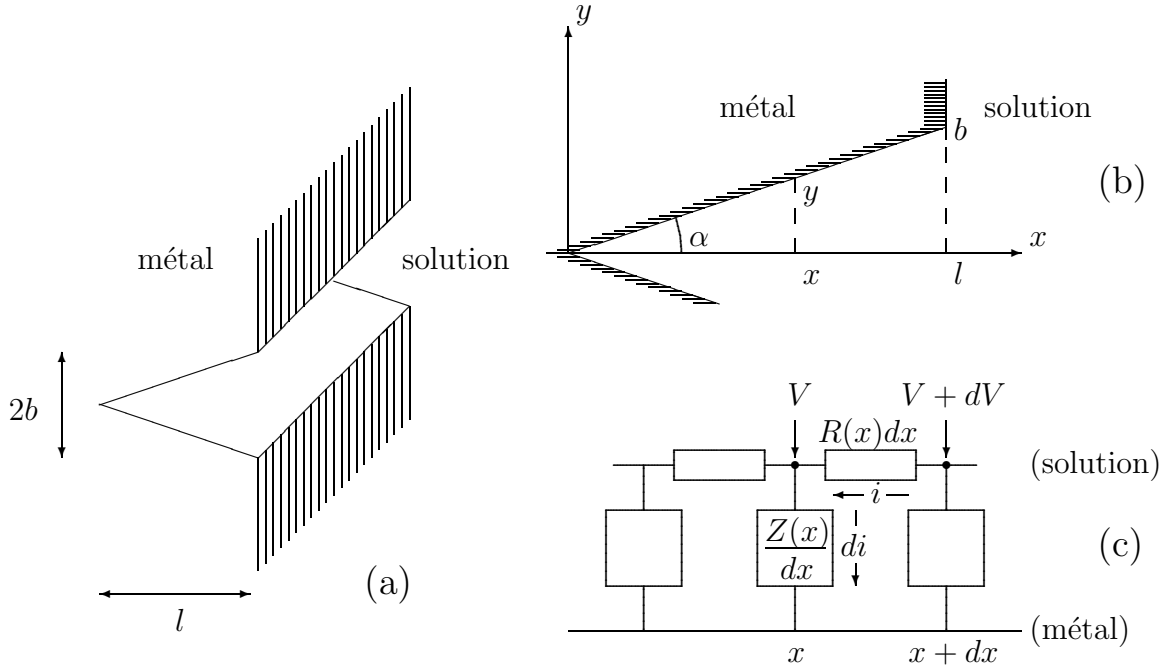 métal
solution
2b
l
(a)
y
métal
solution
b
y
α
x
x
l
(b)
V
V + dV
R(x)dx
(solution)
i
Z(x)
dx
di
(c)
(métal)
x
x + dx